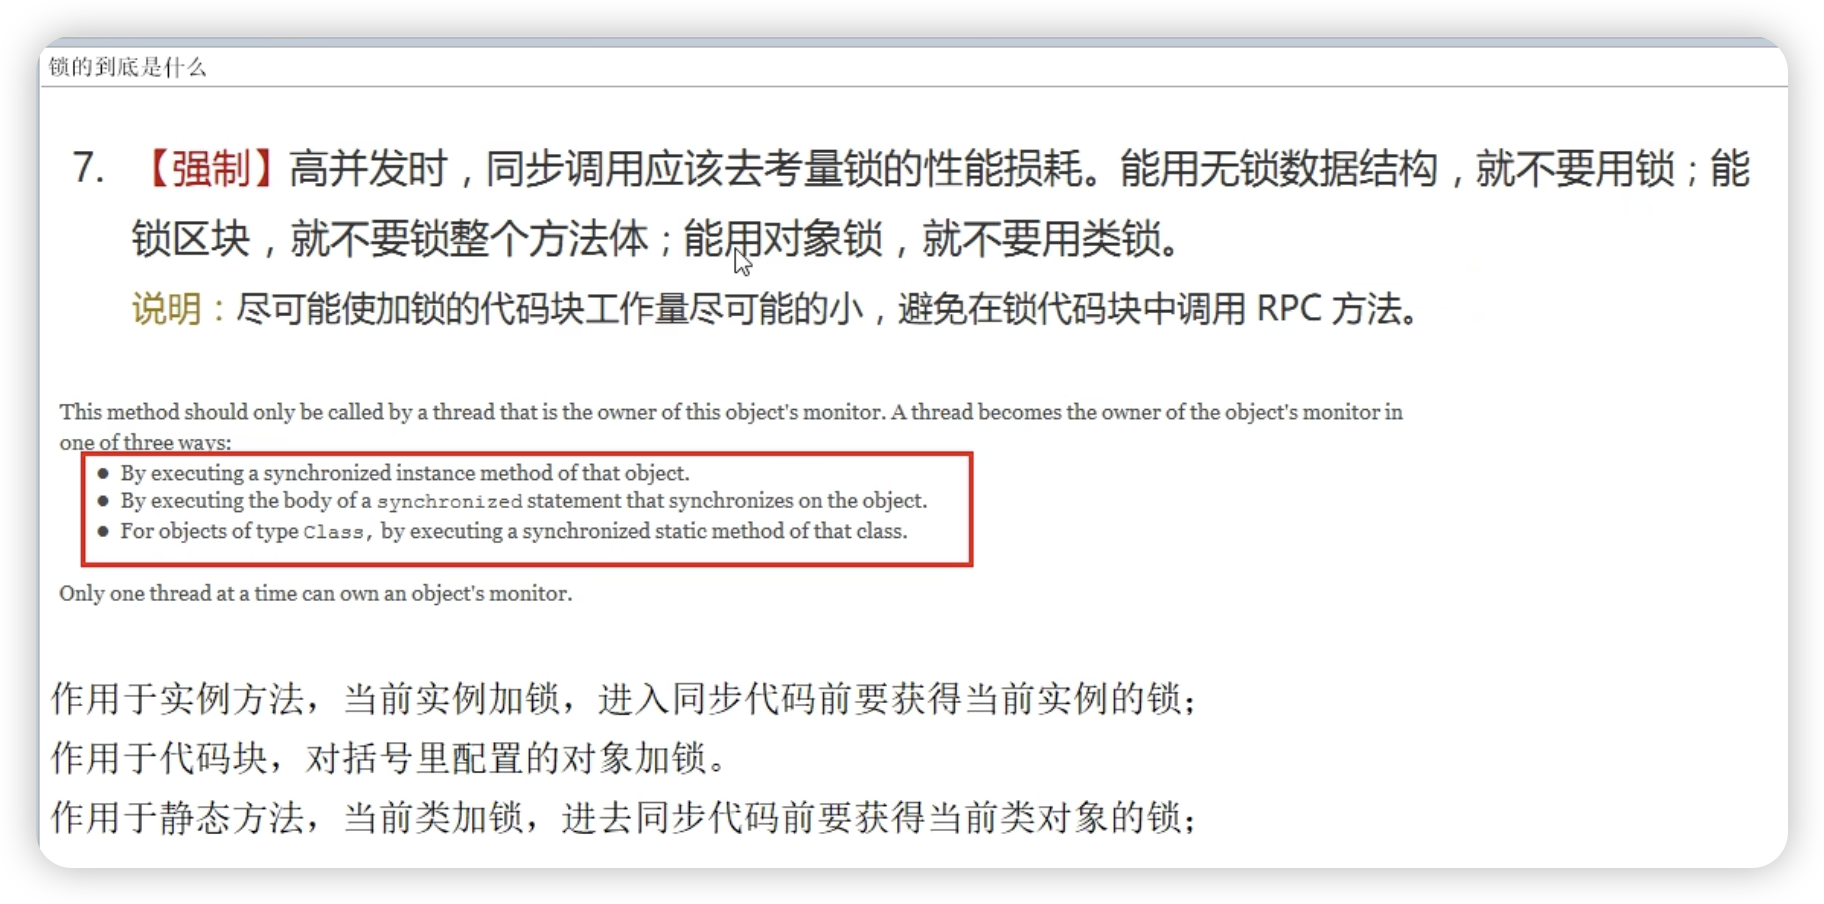 锁的到底是什么
7. 【强制】高并发时，同步调用应该去考量锁的性能损耗。能用无锁数据结构，就不要用锁；能
锁区块，就不要锁整个方法体；能用对象锁，就不要用类锁。
说明：尽可能使加锁的代码块工作量尽可能的小，避免在锁代码块中调用 RPC 方法。
This method should only be called by a thread that is the owner of this object's monitor. A thread becomes the owner of the object's monitor in
one of three ways:
● By executing a synchronized instance method of that object.
● By executing the body of a synchronized statement that synchronizes on the object.
● For objects of type Class, by executing a synchronized static method of that class.
Only one thread at a time can own an object's monitor.
作用于实例方法，当前实例加锁，进入同步代码前要获得当前实例的锁；
作用于代码块，对括号里配置的对象加锁。
作用于静态方法，当前类加锁，进去同步代码前要获得当前类对象的锁；